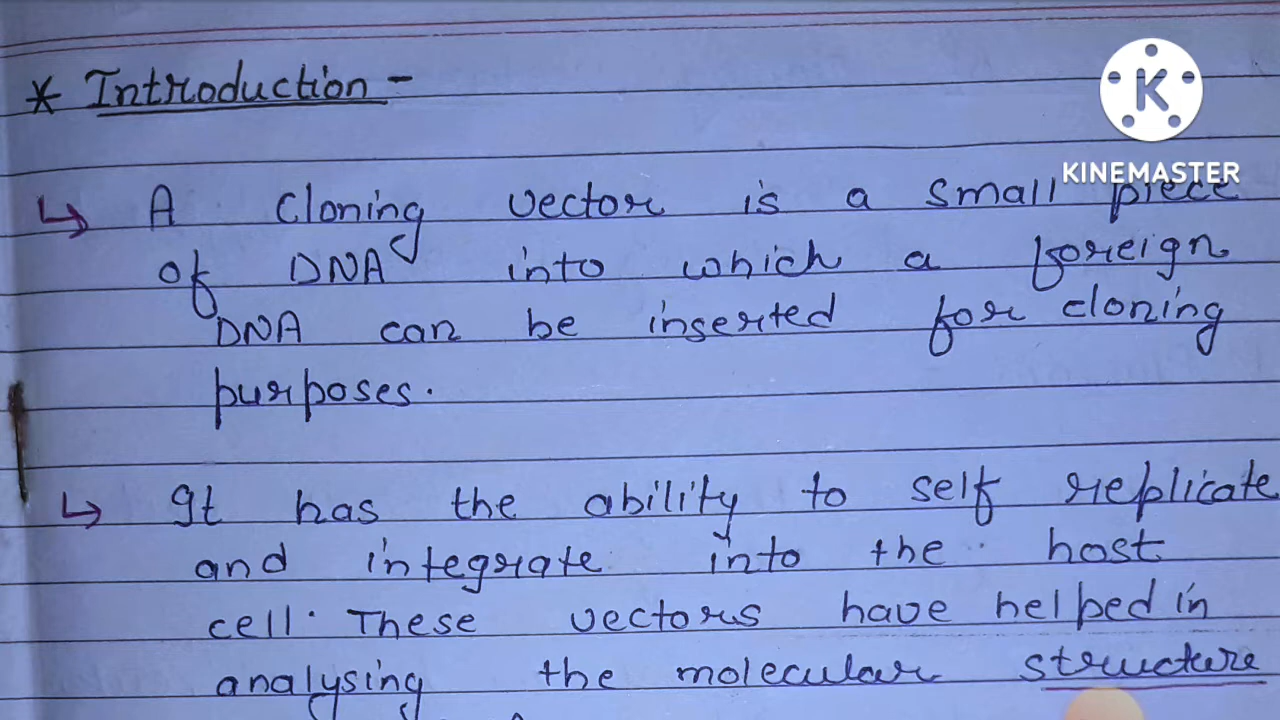 * Introduction -
K
KINEMASTER
↳ A cloning vector is a small piece
of DNA into which a foreign
DNA can be inserted for cloning
purposes.
↳ It has the ability to self replicate
and integrate into the host
cell. These vectors have helped in
analysing the molecular structure